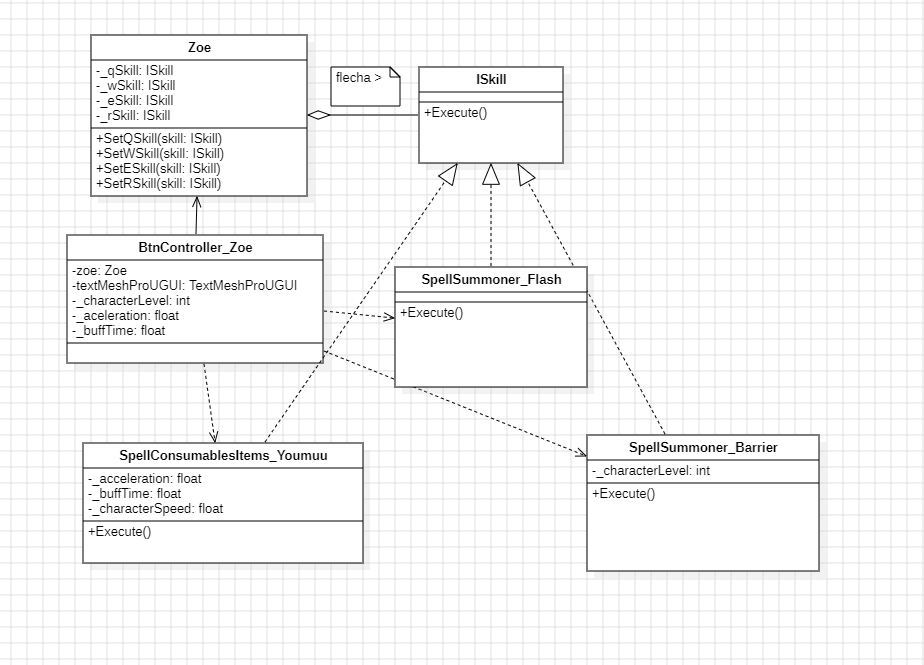 Zoe
-_qSkill: ISkill
-_wSkill: ISkill
-_eSkill: ISkill
-_rSkill: ISkill
+SetQSkill(skill: ISkill)
+SetWSkill(skill: ISkill)
+SetESkill(skill: ISkill)
+SetRSkill(skill: ISkill)
flecha >
ISkill
+Execute()
BtnController_Zoe
-zoe: Zoe
-textMeshProUGUI: TextMeshProUGUI
-_characterLevel: int
-_aceleration: float
-_buffTime: float
SpellSummoner_Flash
+Execute()
SpellConsumablesItems_Youmuu
-_acceleration: float
-_buffTime: float
-_characterSpeed: float
+Execute()
SpellSummoner_Barrier
-_characterLevel: int
+Execute()